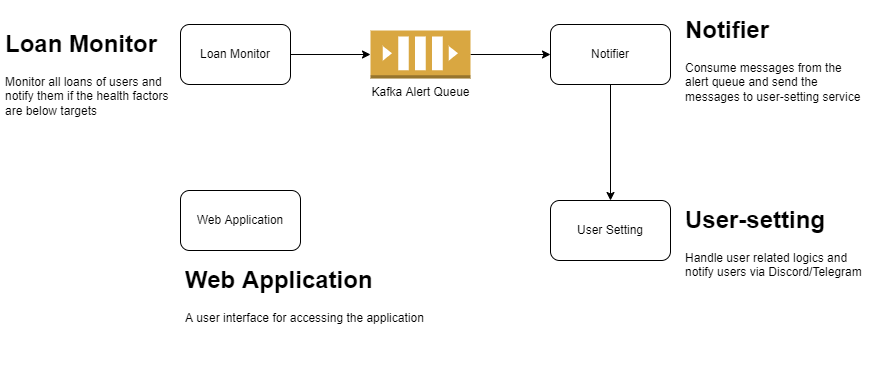 Loan Monitor
Monitor all loans of users and
notify them if the health factors
are below targets
Loan Monitor
Kafka Alert Queue
Notifier
Notifier
Consume messages from the
alert queue and send the
messages to user-setting service
Web Application
Web Application
A user interface for accessing the application
User Setting
User-setting
Handle user related logics and
notify users via Discord/Telegram